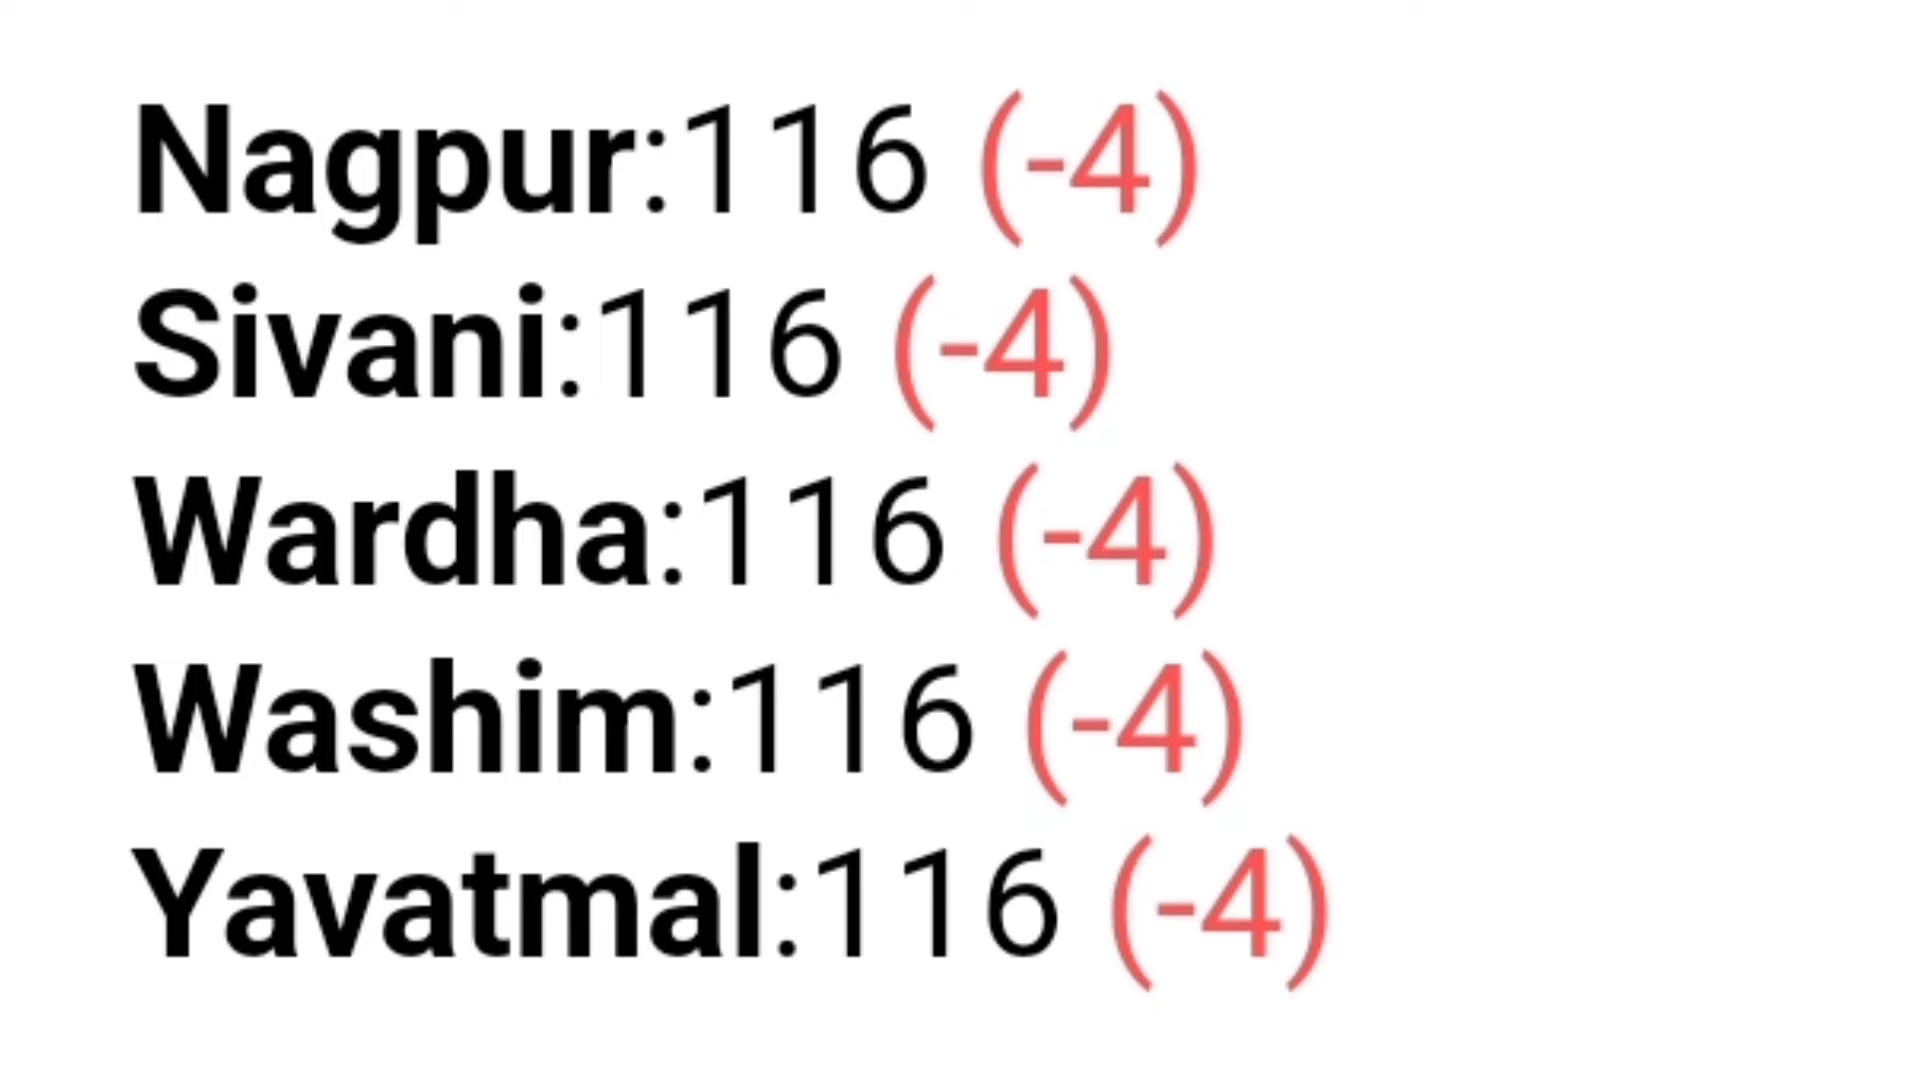 Nagpur:116 (-4)
Sivani:116 (-4)
Wardha:116 (-4)
Washim:116 (-4)
Yavatmal:116 (-4)